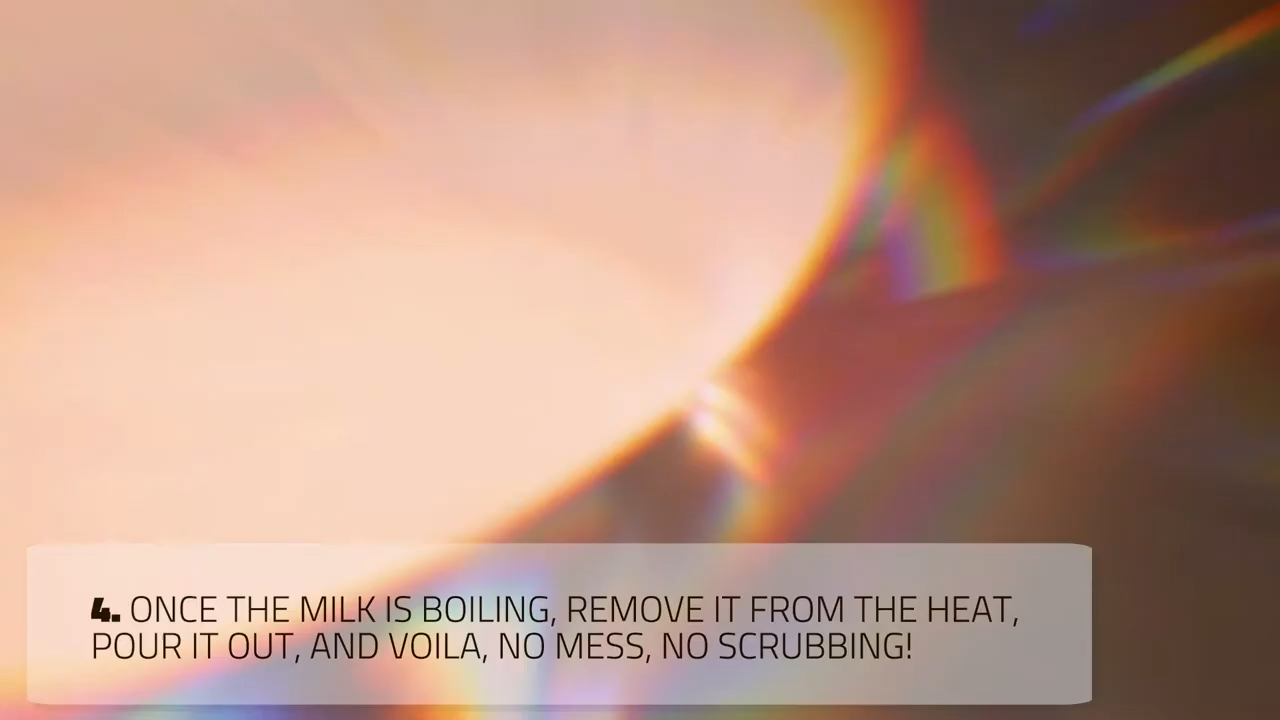 4. ONCE THE MILK IS BOILING, REMOVE IT FROM THE HEAT,
POUR IT OUT, AND VOILA, NO MESS, NO SCRUBBING!